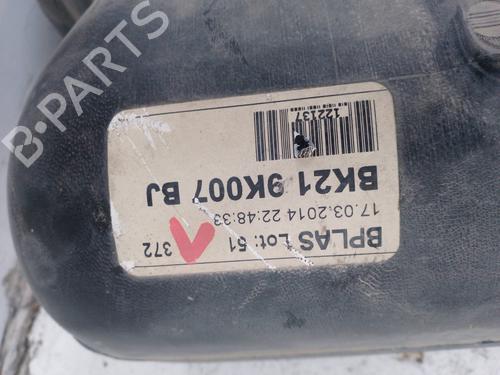 B-PARTS
BPLAS Lot: 51
372
17.03.2014 22:48:33
BK21 9K007 BJ
122137